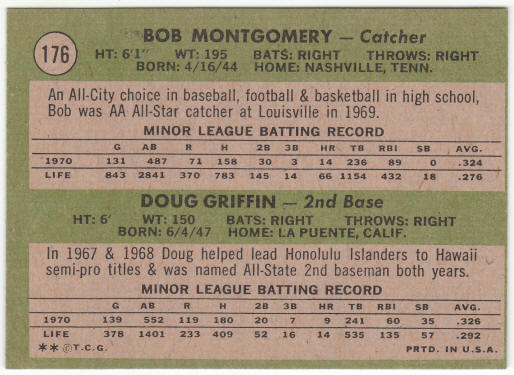 176
BOB MONTGOMERY — Catcher
HT: 6'1" WT: 195 BATS: RIGHT THROWS: RIGHT
BORN: 4/16/44 HOME: NASHVILLE, TENN.
An All-City choice in baseball, football & basketball in high school,
Bob was AA All-Star catcher at Louisville in 1969.
MINOR LEAGUE BATTING RECORD
G AB R H 2B 3B HR TB RBI SB AVG.
1970 131 487 71 158 30 3 14 236 89 0 .324
LIFE 843 2841 370 783 145 14 66 1154 432 18 .276
DOUG GRIFFIN — 2nd Base
HT: 6' WT: 150 BATS: RIGHT THROWS: RIGHT
BORN: 6/4/47 HOME: LA PUENTE, CALIF.
In 1967 & 1968 Doug helped lead Honolulu Islanders to Hawaii
semi-pro titles & was named All-State 2nd baseman both years.
MINOR LEAGUE BATTING RECORD
G AB R H 2B 3B HR TB RBI SB AVG.
1970 139 552 119 180 20 7 9 241 60 35 .326
LIFE 378 1401 233 409 52 16 14 535 135 57 .292
** © T.C.G. PRTD. IN U.S.A.